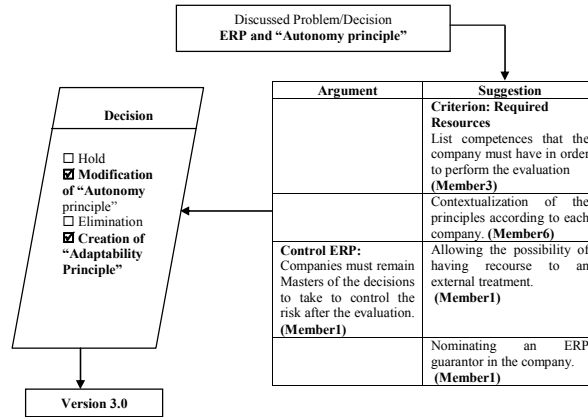 Discussed Problem/Decision
ERP and “Autonomy principle”
Argument
Suggestion
Criterion: Required
Resources
List competences that the
company must have in order
to perform the evaluation
(Member3)
Contextualization of the
principles according to each
company. (Member6)
Control ERP:
Companies must remain
Masters of the decisions
to take to control the
risk after the evaluation.
(Member1)
Allowing the possibility of
having recourse to an
external treatment.
(Member1)
Nominating an ERP
guarantor in the company.
(Member1)
Decision
☐ Hold
☑ Modification
of “Autonomy
principle”
☐ Elimination
☑ Creation of
“Adaptability
Principle”
Version 3.0